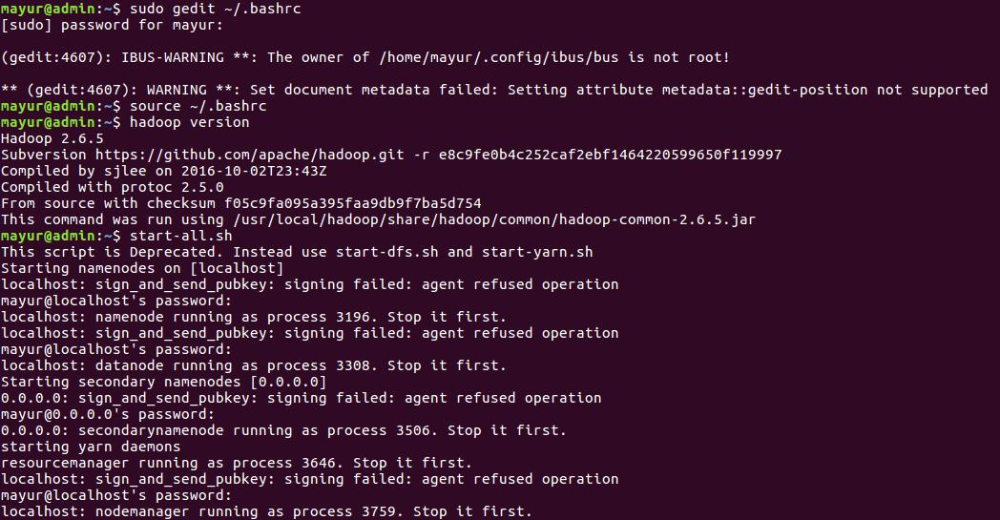 mayur@admin:~$ sudo gedit ~/.bashrc
[sudo] password for mayur:
(gedit:4607): IBUS-WARNING **: The owner of /home/mayur/.config/ibus/bus is not root!
** (gedit:4607): WARNING **: Set document metadata failed: Setting attribute metadata::gedit-position not supported
mayur@admin:~$ source ~/.bashrc
mayur@admin:~$ hadoop version
Hadoop 2.6.5
Subversion https://github.com/apache/hadoop.git -r e8c9fe0b4c252caf2ebf1464220599650f119997
Compiled by sjlee on 2016-10-02T23:43Z
Compiled with protoc 2.5.0
From source with checksum f05c9fa095a395faa9db9f7ba5d754
This command was run using /usr/local/hadoop/share/hadoop/common/hadoop-common-2.6.5.jar
mayur@admin:~$ start-all.sh
This script is Deprecated. Instead use start-dfs.sh and start-yarn.sh
Starting namenodes on [localhost]
localhost: sign_and_send_pubkey: signing failed: agent refused operation
mayur@localhost's password:
localhost: namenode running as process 3196. Stop it first.
localhost: sign_and_send_pubkey: signing failed: agent refused operation
mayur@localhost's password:
localhost: datanode running as process 3308. Stop it first.
Starting secondary namenodes [0.0.0.0]
0.0.0.0: sign_and_send_pubkey: signing failed: agent refused operation
mayur@0.0.0.0's password:
0.0.0.0: secondarynamenode running as process 3506. Stop it first.
starting yarn daemons
resourcemanager running as process 3646. Stop it first.
localhost: sign_and_send_pubkey: signing failed: agent refused operation
mayur@localhost's password:
localhost: nodemanager running as process 3759. Stop it first.